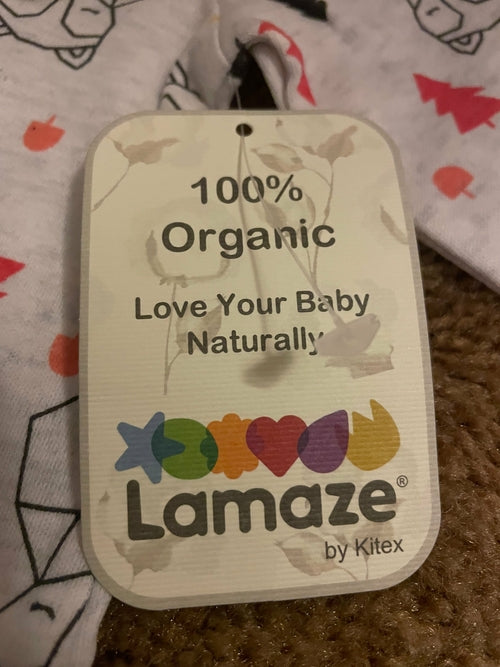 100%
Organic
Love Your Baby
Naturally
Lamaze®
by Kitex